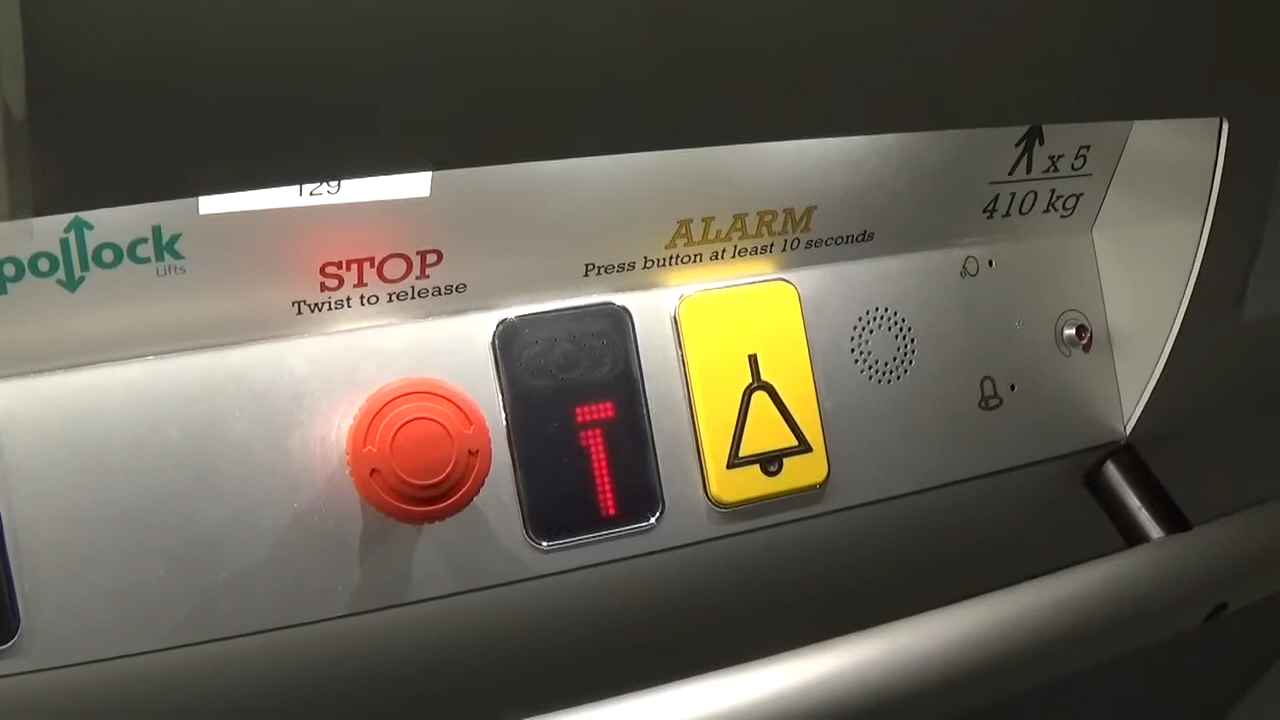 129
pollock
Lifts
STOP
Twist to release
ALARM
Press button at least 10 seconds
x 5
410 kg